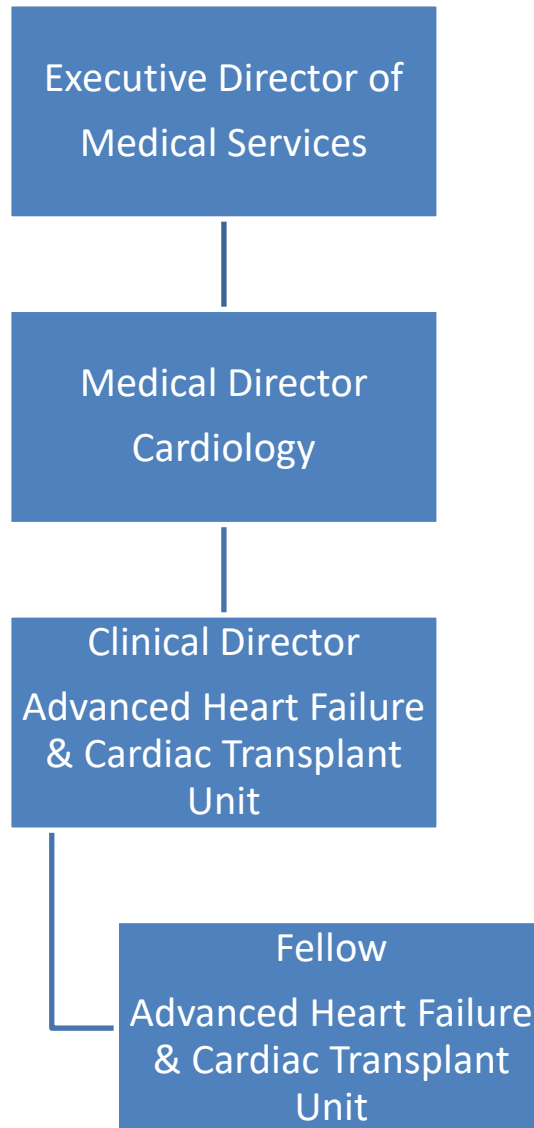 Executive Director of
Medical Services
Medical Director
Cardiology
Clinical Director
Advanced Heart Failure
& Cardiac Transplant
Unit
Fellow
Advanced Heart Failure
& Cardiac Transplant
Unit